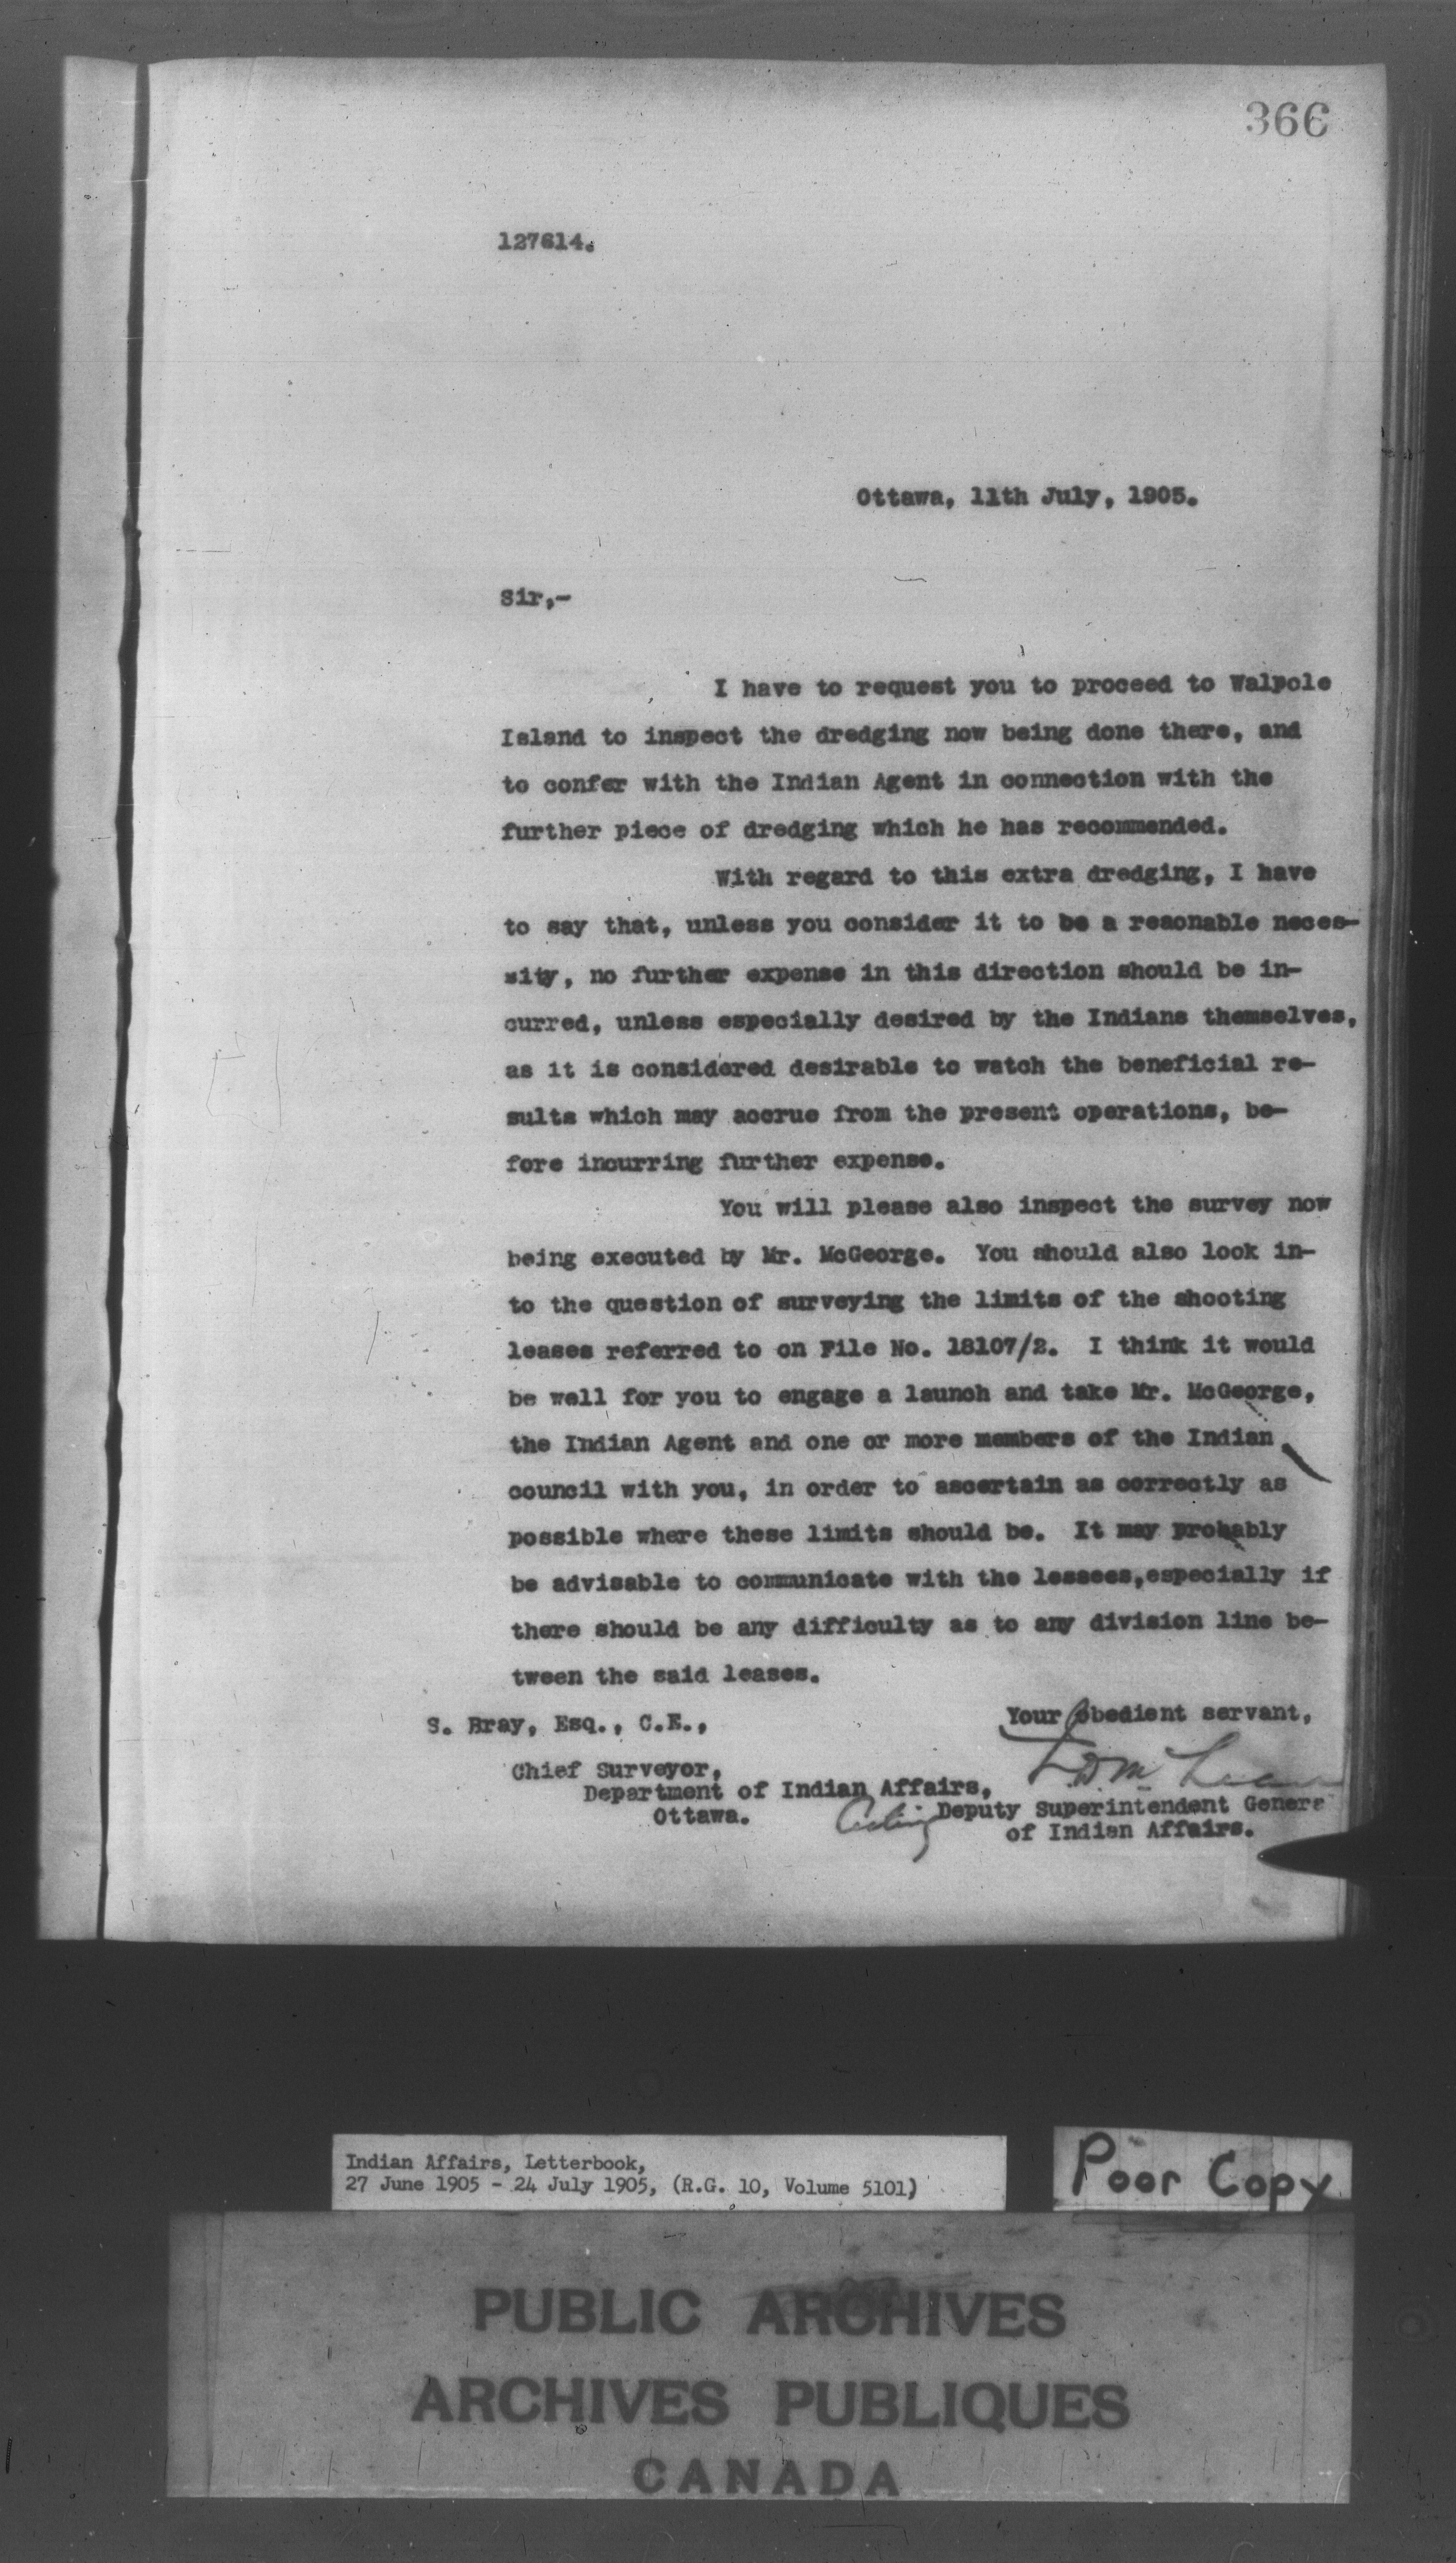 366
127614.
Ottawa, 11th July, 1905.
Sir,-
I have to request you to proceed to Walpole
Island to inspect the dredging now being done there, and
to confer with the Indian Agent in connection with the
further piece of dredging which he has recommended.
With regard to this extra dredging, I have
to say that, unless you consider it to be a reaonable neces-
sity, no further expense in this direction should be in-
curred, unless especially desired by the Indians themselves,
as it is considered desirable to watch the beneficial re-
sults which may accrue from the present operations, be-
fore incurring further expense.
You will please also inspect the survey now
being executed by Mr. McGeorge. You should also look in-
to the question of surveying the limits of the shooting
leases referred to on File No. 18107/2. I think it would
be well for you to engage a launch and take Mr. McGeorge,
the Indian Agent and one or more members of the Indian
council with you, in order to ascertain as correctly as
possible where these limits should be. It may probably
be advisable to communicate with the lessees,especially if
there should be any difficulty as to any division line be-
tween the said leases.
Your obedient servant,
S. Bray, Esq., C.E.,
Chief Surveyor,
Department of Indian Affairs,
Ottawa.
J.D. McLean
Acting Deputy Superintendent Genera
of Indian Affairs.
Indian Affairs, Letterbook,
27 June 1905 - 24 July 1905, (R.G. 10, Volume 5101)
Poor Copy
PUBLIC ARCHIVES
ARCHIVES PUBLIQUES
CANADA